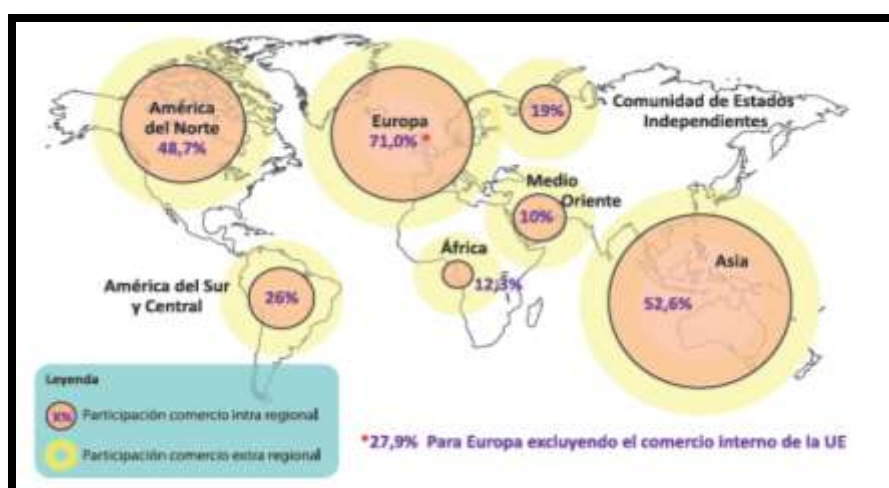 América
del Norte
48,7%
Europa
71,0% *
19%
Comunidad de Estados
Independientes
Medio
Oriente
10%
África
12,3%
Asia
52,6%
América del Sur
y Central
26%
Leyenda
X%
Participación comercio intra regional
Participación comercio extra regional
*27,9% Para Europa excluyendo el comercio interno de la UE